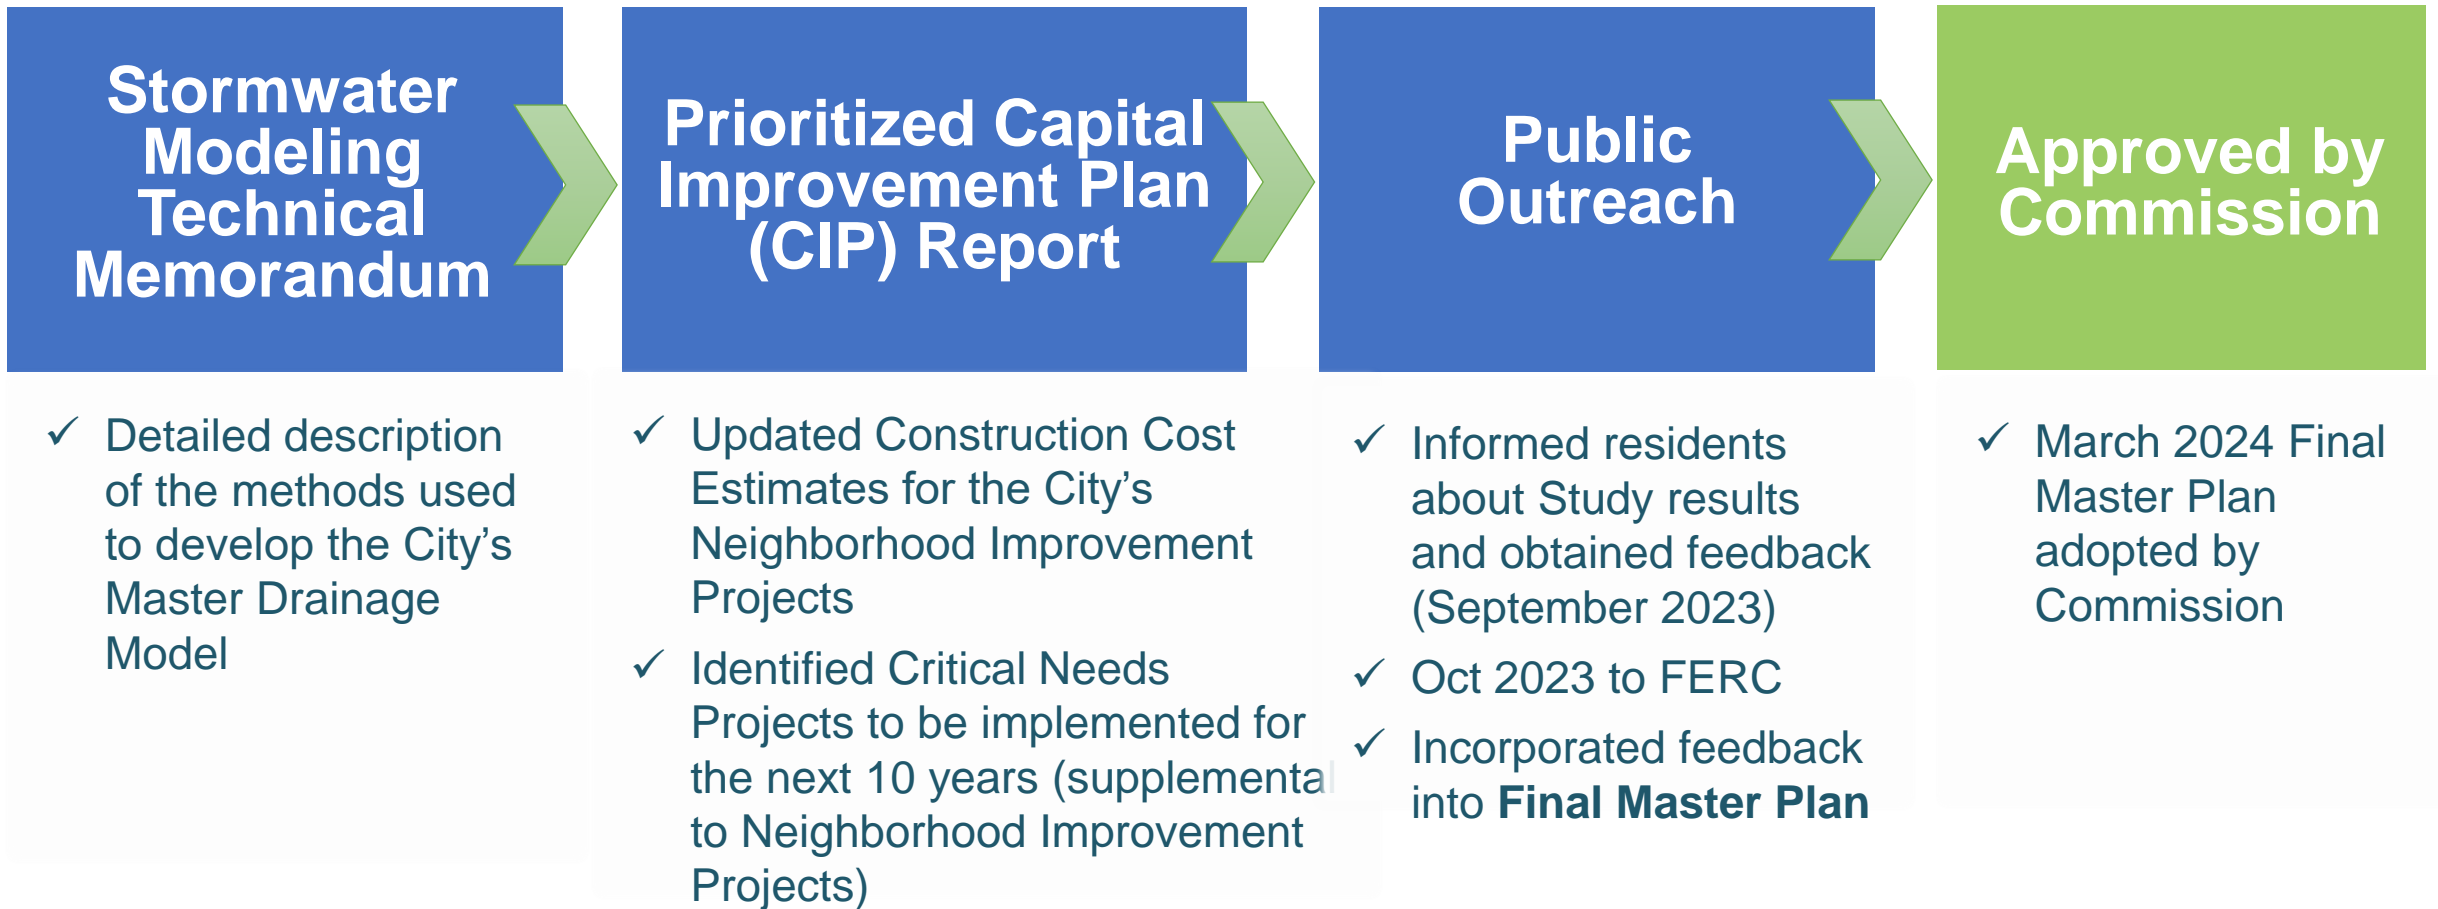 Stormwater
Modeling
Technical
Memorandum
✓ Detailed description
of the methods used
to develop the City's
Master Drainage
Model
Prioritized Capital
Improvement Plan
(CIP) Report
✓ Updated Construction Cost
Estimates for the City's
Neighborhood Improvement
Projects
✓ Identified Critical Needs
Projects to be implemented for
the next 10 years (supplemental
to Neighborhood Improvement
Projects)
Public
Outreach
✓ Informed residents
about Study results
and obtained feedback
(September 2023)
✓ Oct 2023 to FERC
✓ Incorporated feedback
into Final Master Plan
Approved by
Commission
✓ March 2024 Final
Master Plan
adopted by
Commission